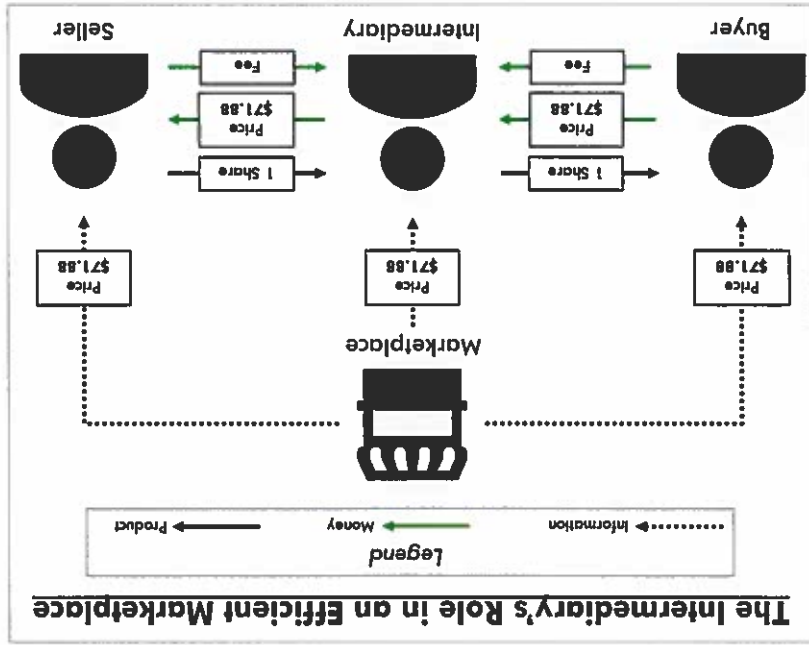 The Intermediary's Role in an Efficient Marketplace
Legend
Information
Money
Product
Marketplace
Price
$71.88
Price
$71.88
Price
$71.88
1 Share
1 Share
Price
$71.88
Price
$71.88
Fee
Fee
Buyer
Intermediary
Seller